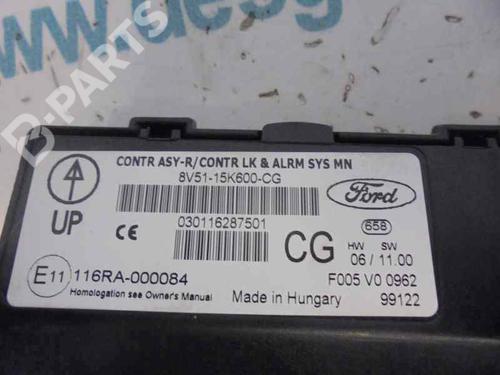 D-PARTS
CONTR ASY-R/CONTR LK & ALRM SYS MN
8V51-15K600-CG
Ford
030116287501
658
UP
CE
CG
HW SW
06 / 11.00
E11 116RA-000084
F005 V0 0962
Homologation see Owner's Manual
Made in Hungary
99122